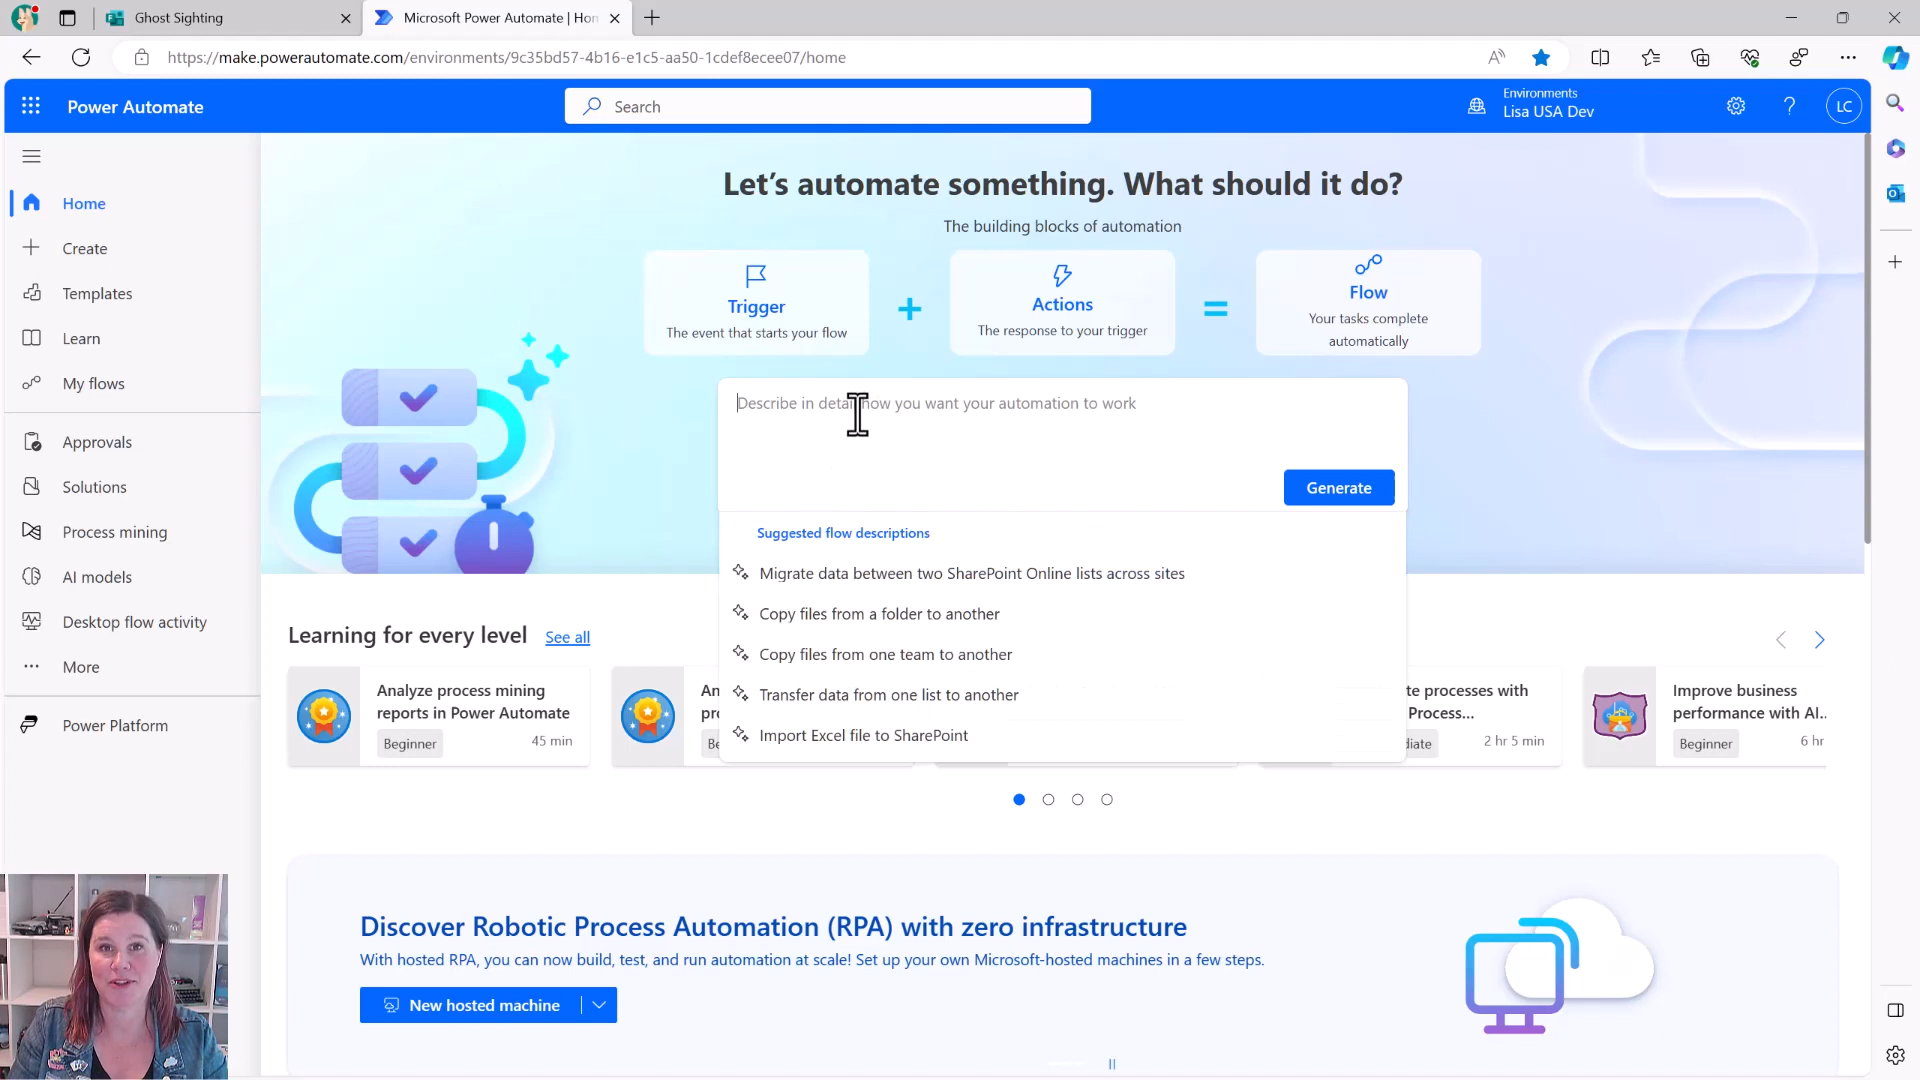 Ghost Sighting
Microsoft Power Automate | Hon
https://make.powerautomate.com/environments/9c35bd57-4b16-e1c5-aa50-1cdef8ecee07/home
Power Automate
Search
Environments
Lisa USA Dev
LC
Home
Create
Templates
Learn
My flows
Approvals
Solutions
Process mining
AI models
Desktop flow activity
More
Power Platform
Let's automate something. What should it do?
The building blocks of automation
Trigger
The event that starts your flow
+
Actions
The response to your trigger
=
Flow
Your tasks complete
automatically
Describe in detail how you want your automation to work
Generate
Suggested flow descriptions
Migrate data between two SharePoint Online lists across sites
Copy files from a folder to another
Copy files from one team to another
Transfer data from one list to another
Import Excel file to SharePoint
Learning for every level
See all
Analyze process mining
reports in Power Automate
Beginner
45 min
An
pro
Be
te processes with
Process...
diate
2 hr 5 min
Improve business
performance with AI...
Beginner
6 hr
Discover Robotic Process Automation (RPA) with zero infrastructure
With hosted RPA, you can now build, test, and run automation at scale! Set up your own Microsoft-hosted machines in a few steps.
New hosted machine